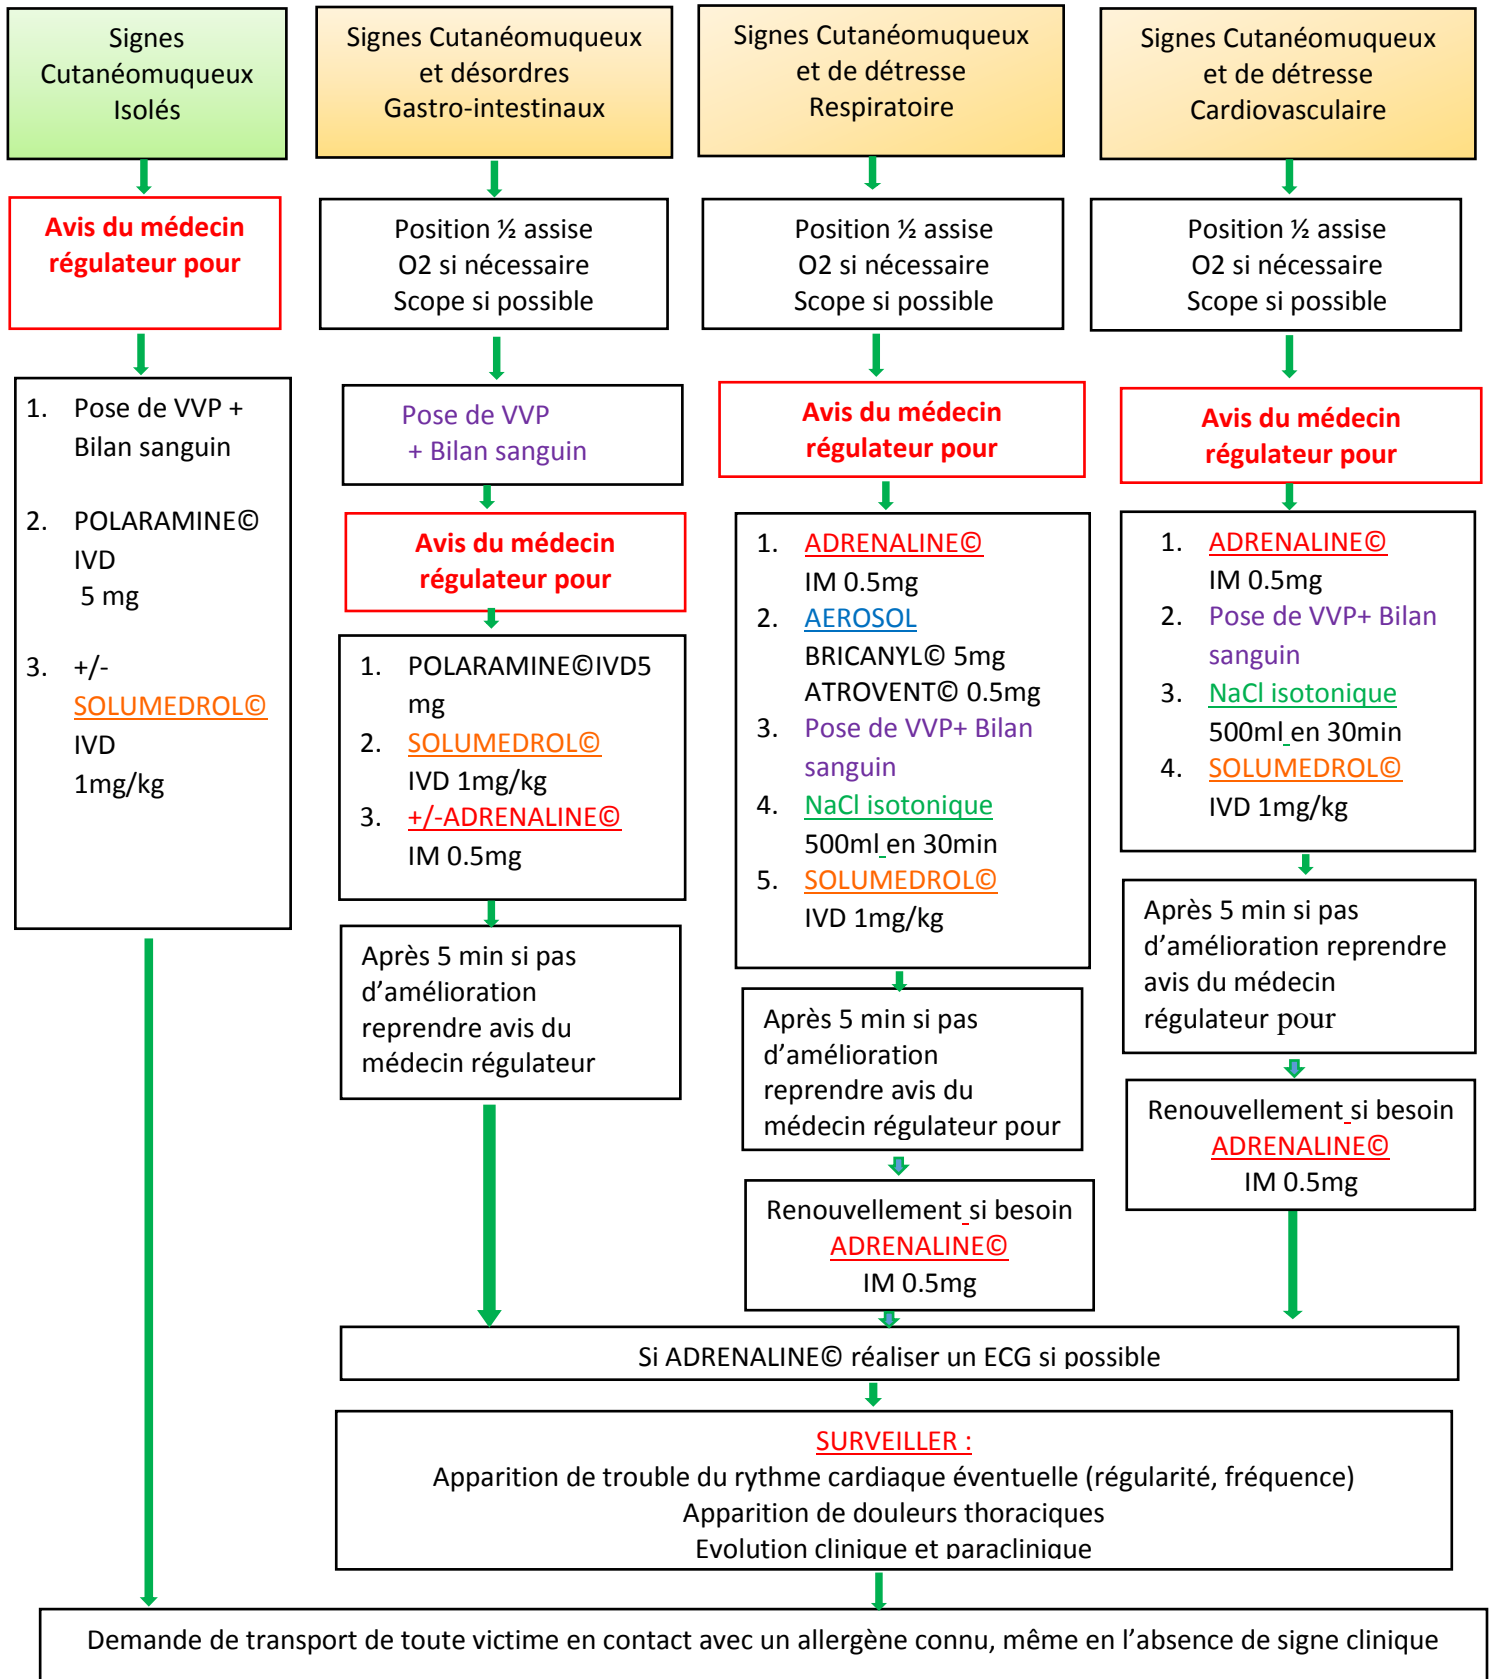 Signes
Cutanéomuqueux
Isolés
Avis du médecin
régulateur pour
1. Pose de VVP +
Bilan sanguin
2. POLARAMINE©
IVD
5 mg
3. +/-
SOLUMEDROL©
IVD
1mg/kg
Signes Cutanéomuqueux
et désordres
Gastro-intestinaux
Position ½ assise
O2 si nécessaire
Scope si possible
Pose de VVP
+ Bilan sanguin
Avis du médecin
régulateur pour
1. POLARAMINE©IVD5
mg
2. SOLUMEDROL©
IVD 1mg/kg
3. +/-ADRENALINE©
IM 0.5mg
Après 5 min si pas
d’amélioration
reprendre avis du
médecin régulateur
Signes Cutanéomuqueux
et de détresse
Respiratoire
Position ½ assise
O2 si nécessaire
Scope si possible
Avis du médecin
régulateur pour
1. ADRENALINE©
IM 0.5mg
2. AEROSOL
BRICANYL© 5mg
ATROVENT© 0.5mg
3. Pose de VVP+ Bilan
sanguin
4. NaCl isotonique
500ml en 30min
5. SOLUMEDROL©
IVD 1mg/kg
Après 5 min si pas
d’amélioration
reprendre avis du
médecin régulateur pour
Renouvellement si besoin
ADRENALINE©
IM 0.5mg
Signes Cutanéomuqueux
et de détresse
Cardiovasculaire
Position ½ assise
O2 si nécessaire
Scope si possible
Avis du médecin
régulateur pour
1. ADRENALINE©
IM 0.5mg
2. Pose de VVP+ Bilan
sanguin
3. NaCl isotonique
500ml en 30min
4. SOLUMEDROL©
IVD 1mg/kg
Après 5 min si pas
d’amélioration reprendre
avis du médecin
régulateur pour
Renouvellement si besoin
ADRENALINE©
IM 0.5mg
Si ADRENALINE© réaliser un ECG si possible
SURVEILLER :
Apparition de trouble du rythme cardiaque éventuelle (régularité, fréquence)
Apparition de douleurs thoraciques
Evolution clinique et paraclinique
Demande de transport de toute victime en contact avec un allergène connu, même en l’absence de signe clinique